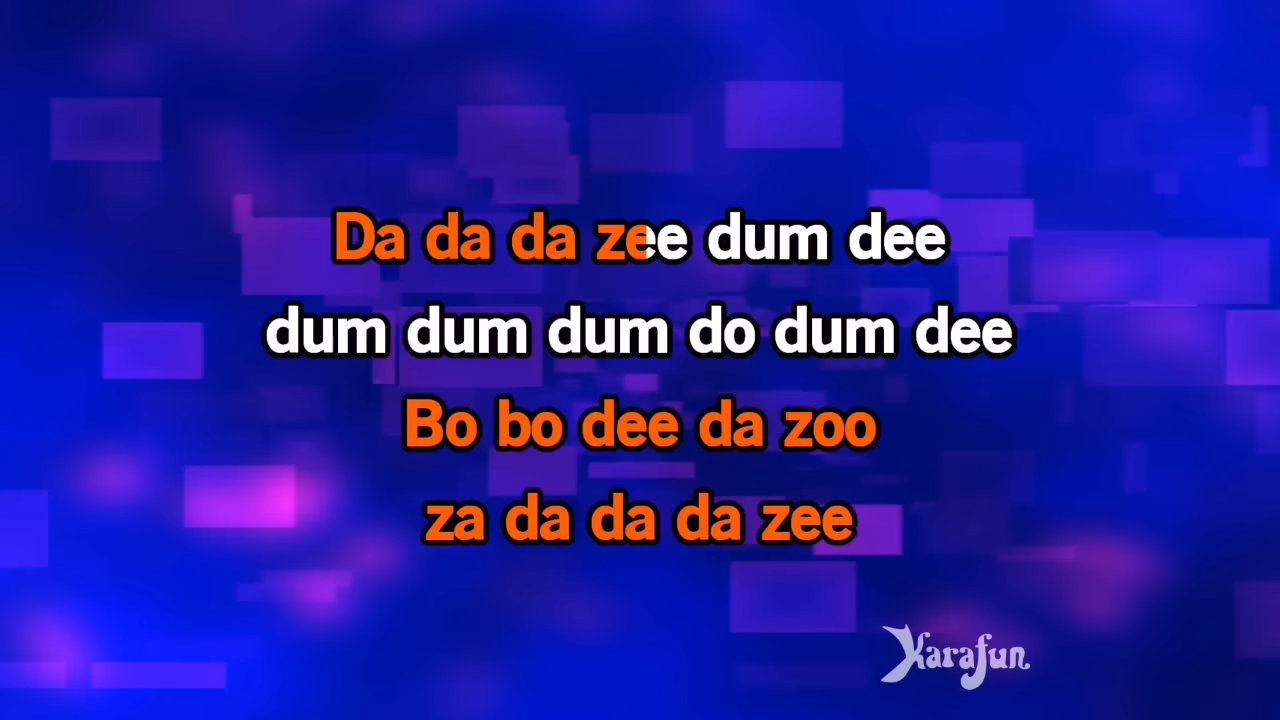 Da da da zee dum dee
dum dum dum do dum dee
Bo bo dee da zoo
za da da da zee
Karafun